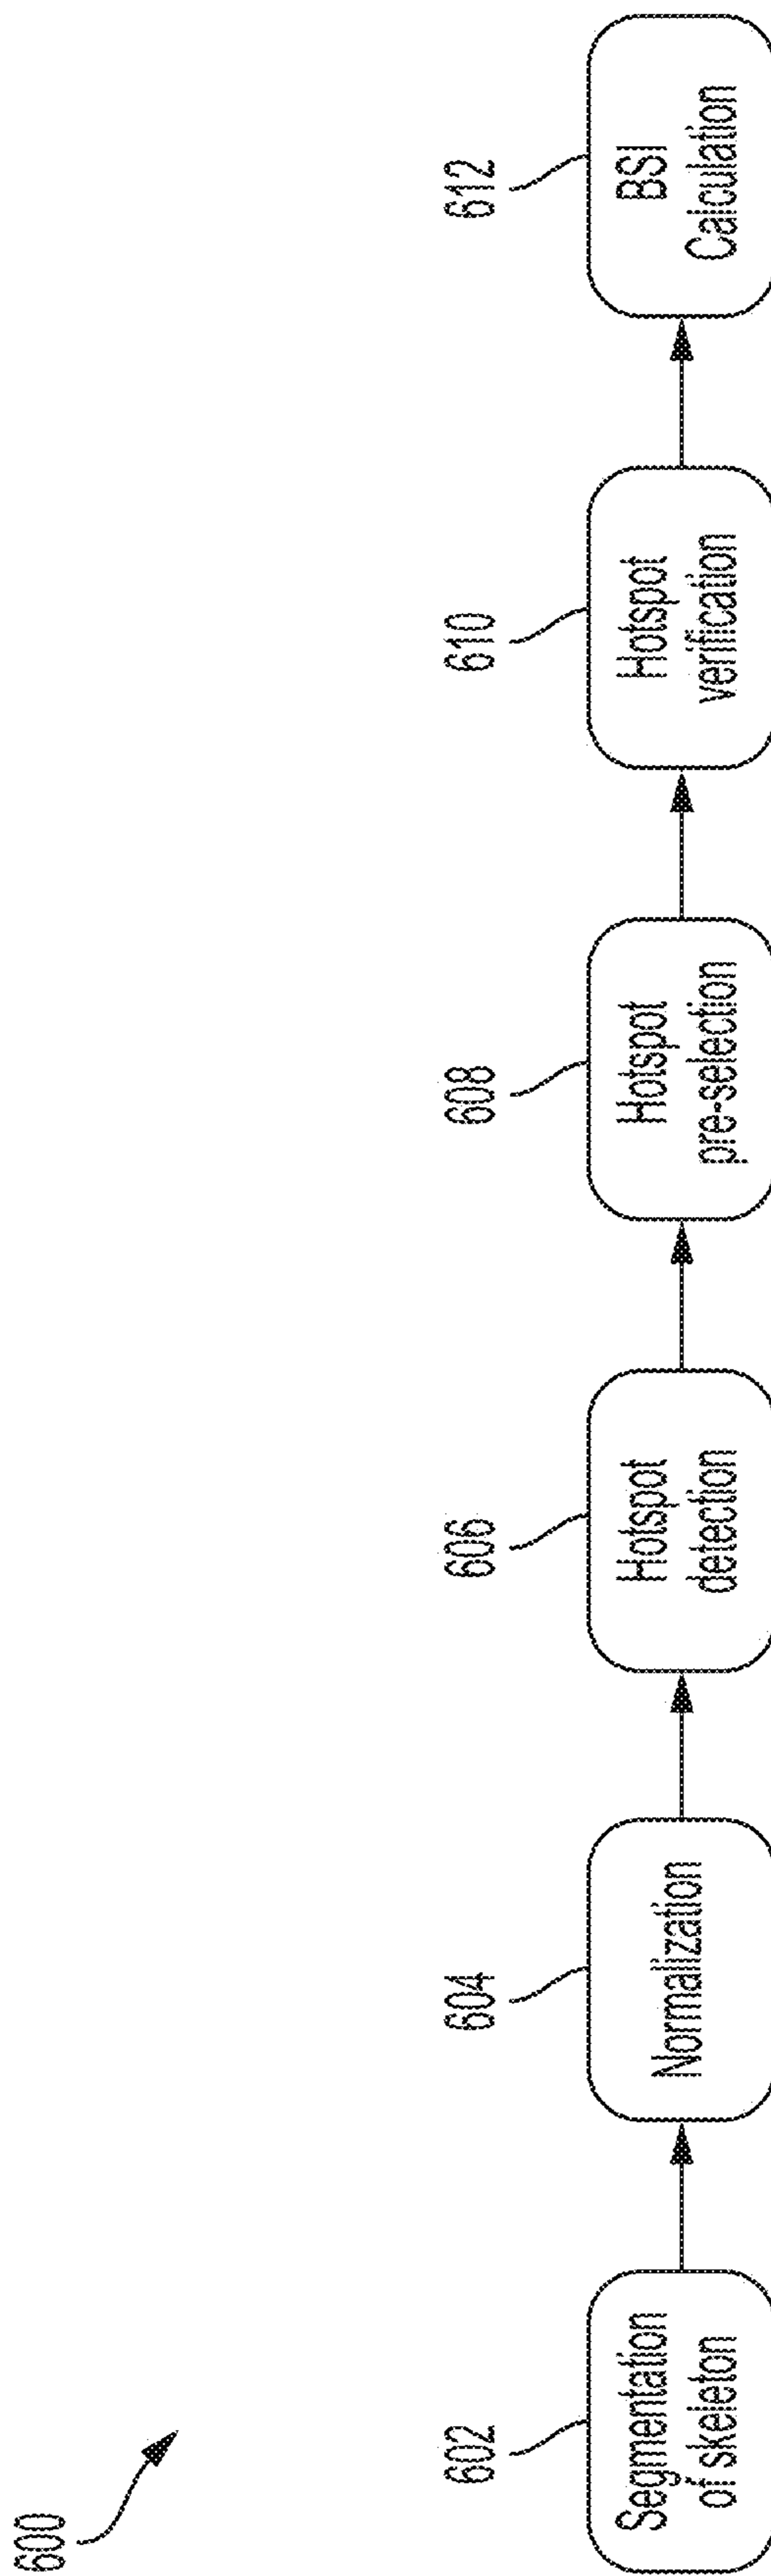 600
602
Segmentation
of skeleton
604
Normalization
606
Hotspot
detection
608
Hotspot
pre-selection
610
Hotspot
verification
612
BSI
Calculation